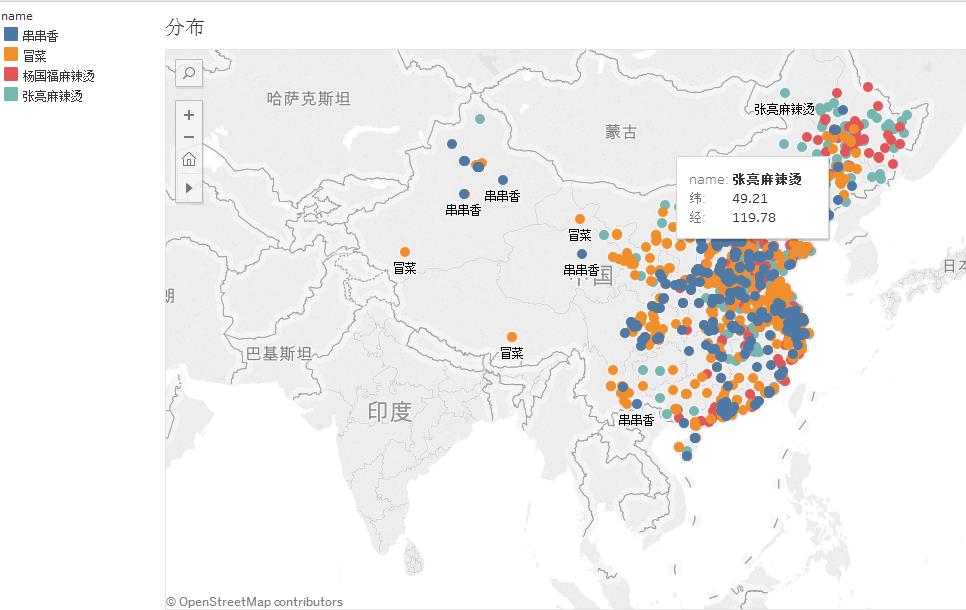 name
串串香
冒菜
杨国福麻辣烫
张亮麻辣烫
分布
哈萨克斯坦
蒙古
张亮麻辣烫
name: 张亮麻辣烫
纬: 49.21
经: 119.78
串串香
串串香
冒菜
冒菜
串串香
中国
日本
巴基斯坦
冒菜
印度
串串香
© OpenStreetMap contributors